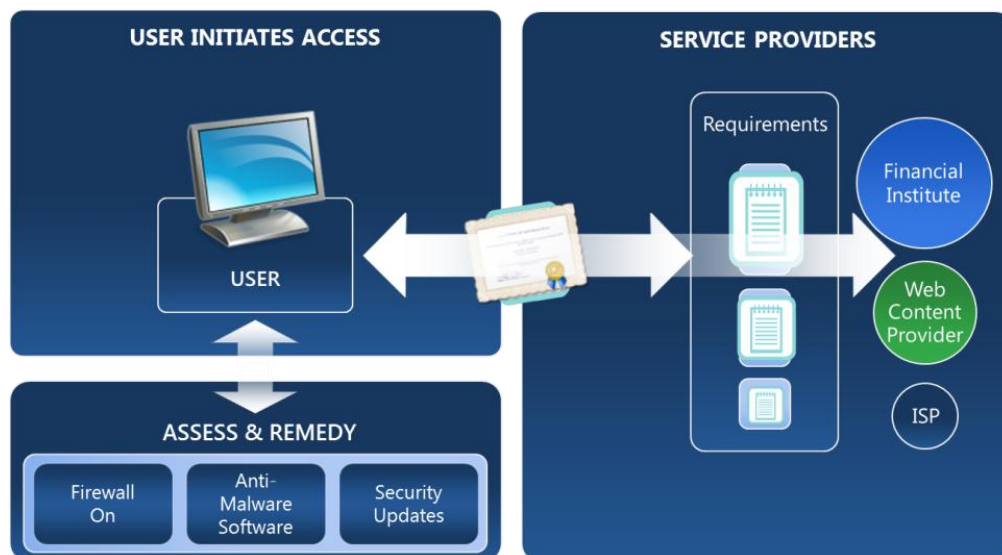 USER INITIATES ACCESS
USER
ASSESS & REMEDY
Firewall
On
Anti-
Malware
Software
Security
Updates
SERVICE PROVIDERS
Requirements
Financial
Institute
Web
Content
Provider
ISP